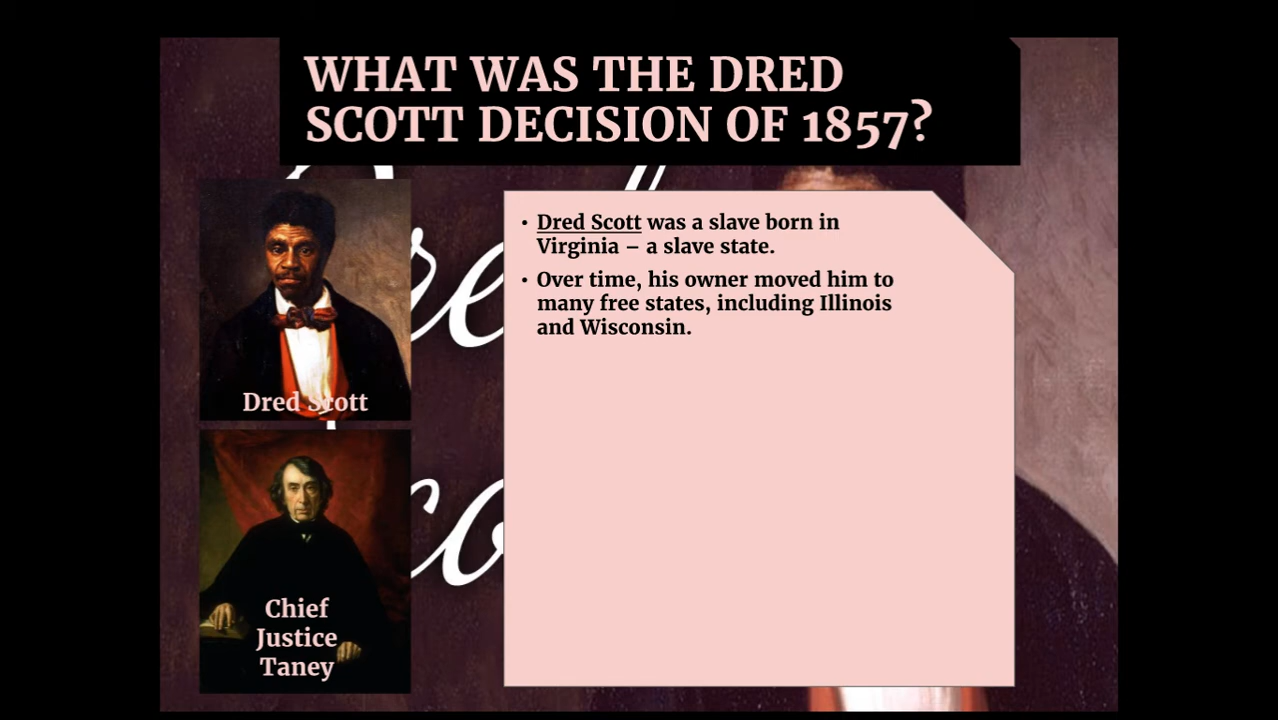 WHAT WAS THE DRED
SCOTT DECISION OF 1857?
Dred Scott
Chief
Justice
Taney
• Dred Scott was a slave born in
Virginia – a slave state.
• Over time, his owner moved him to
many free states, including Illinois
and Wisconsin.